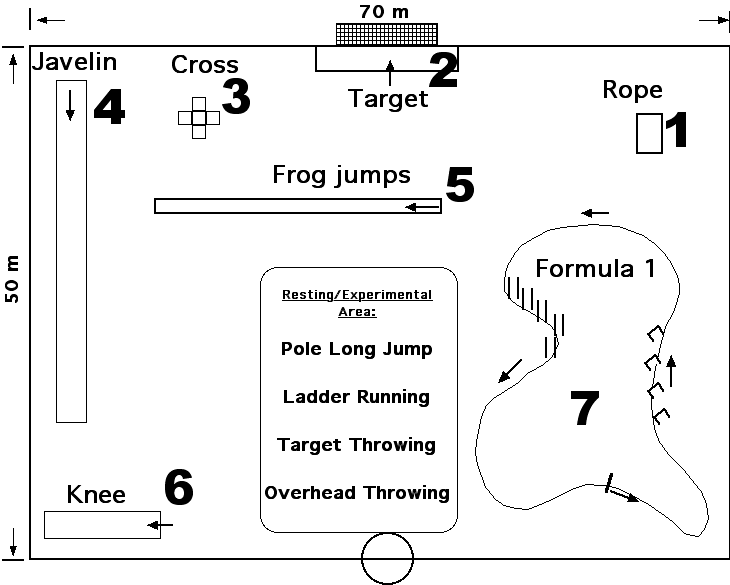 70 m
50 m
Javelin
4
Cross
3
2
Target
Rope
1
Frog jumps
5
Formula 1
7
Resting/Experimental
Area:
Pole Long Jump
Ladder Running
Target Throwing
Overhead Throwing
Knee
6